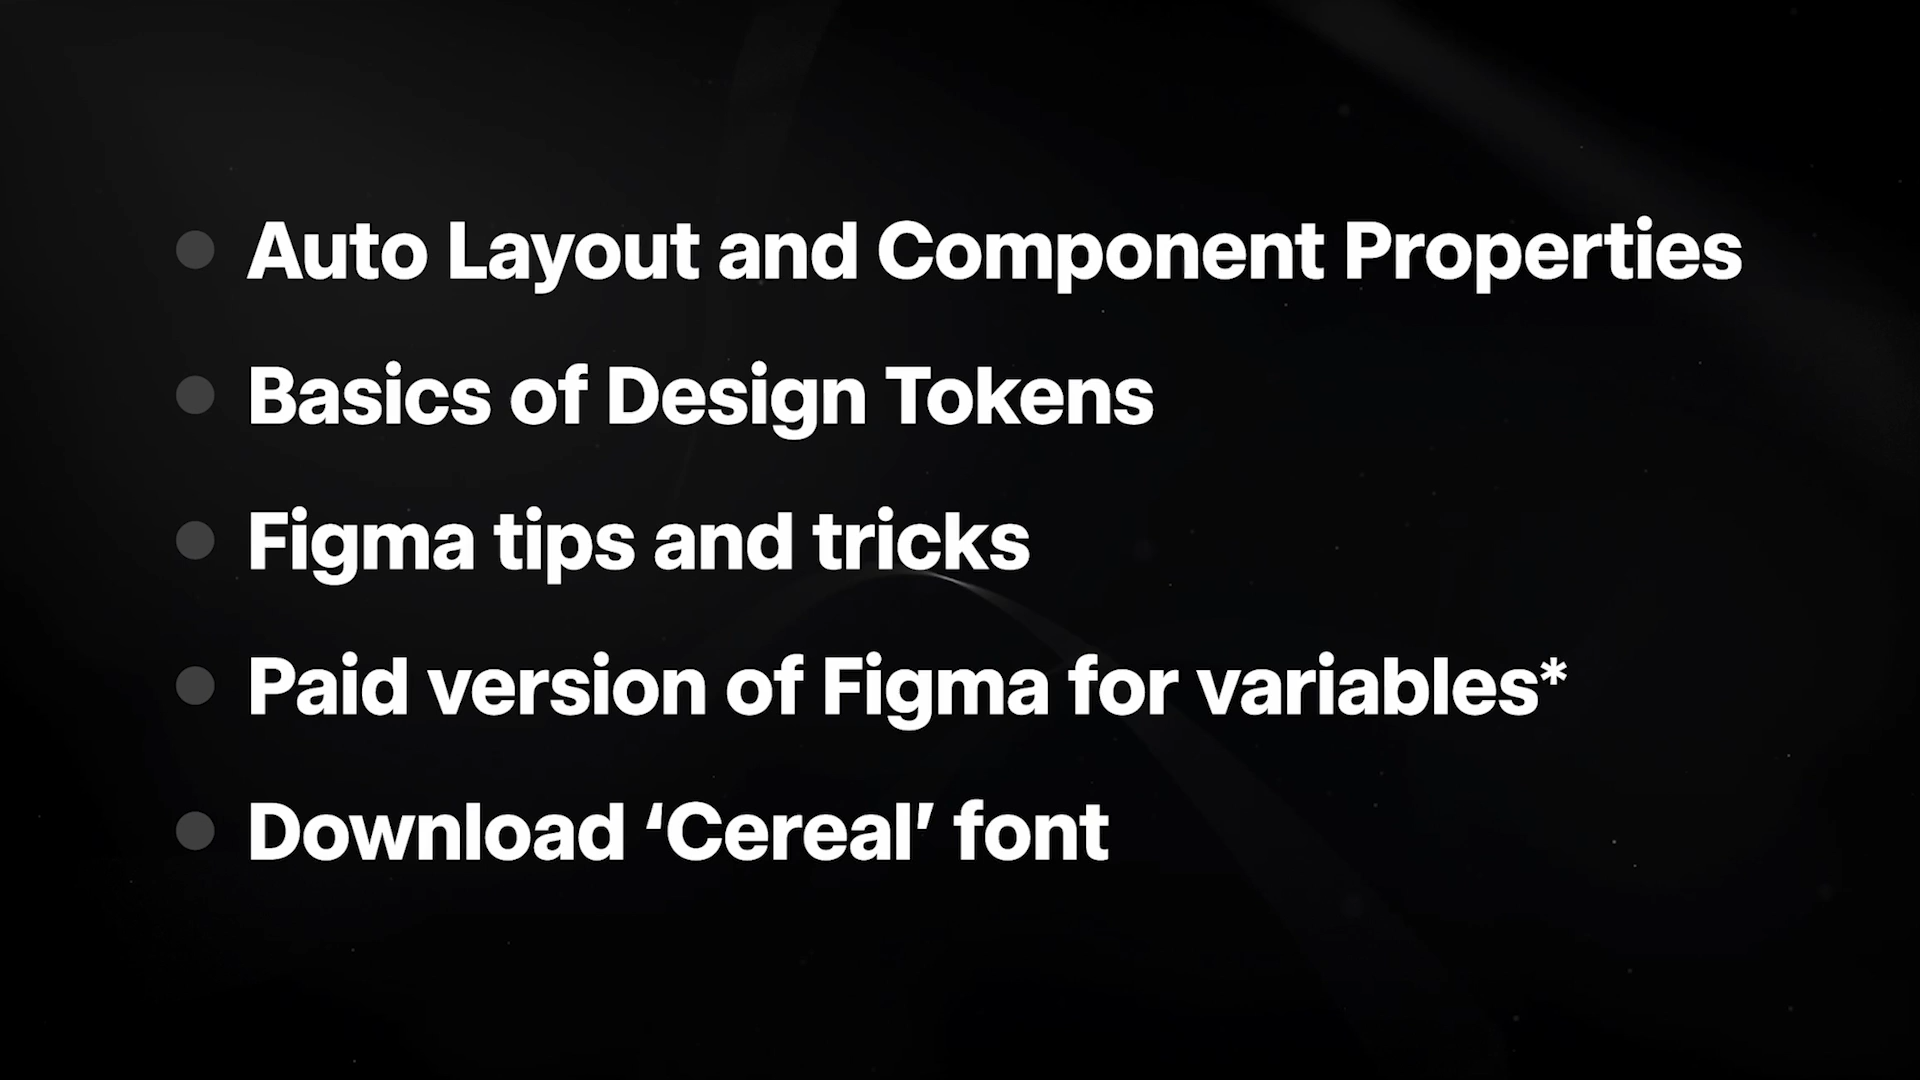 Auto Layout and Component Properties
Basics of Design Tokens
Figma tips and tricks
Paid version of Figma for variables*
Download ‘Cereal’ font